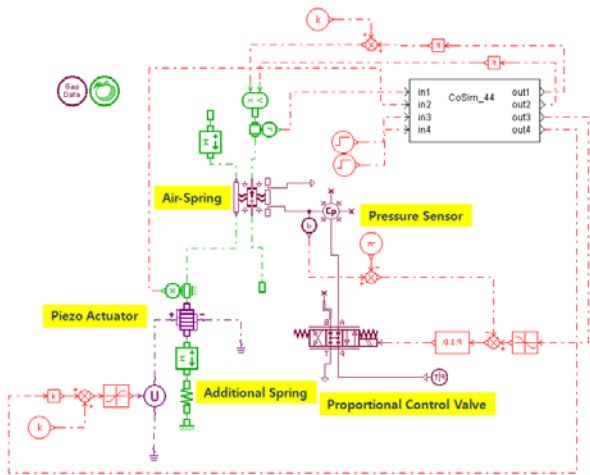 k
k
k
Gas
Data
in1
in2
in3
in4
CoSim_44
out1
out2
out3
out4
X V
F
M
Air-Spring
Cp
Pressure Sensor
X
Piezo Actuator
B A
T P
P.I.D.
M
U
Additional Spring
Proportional Control Valve
P T
k
k